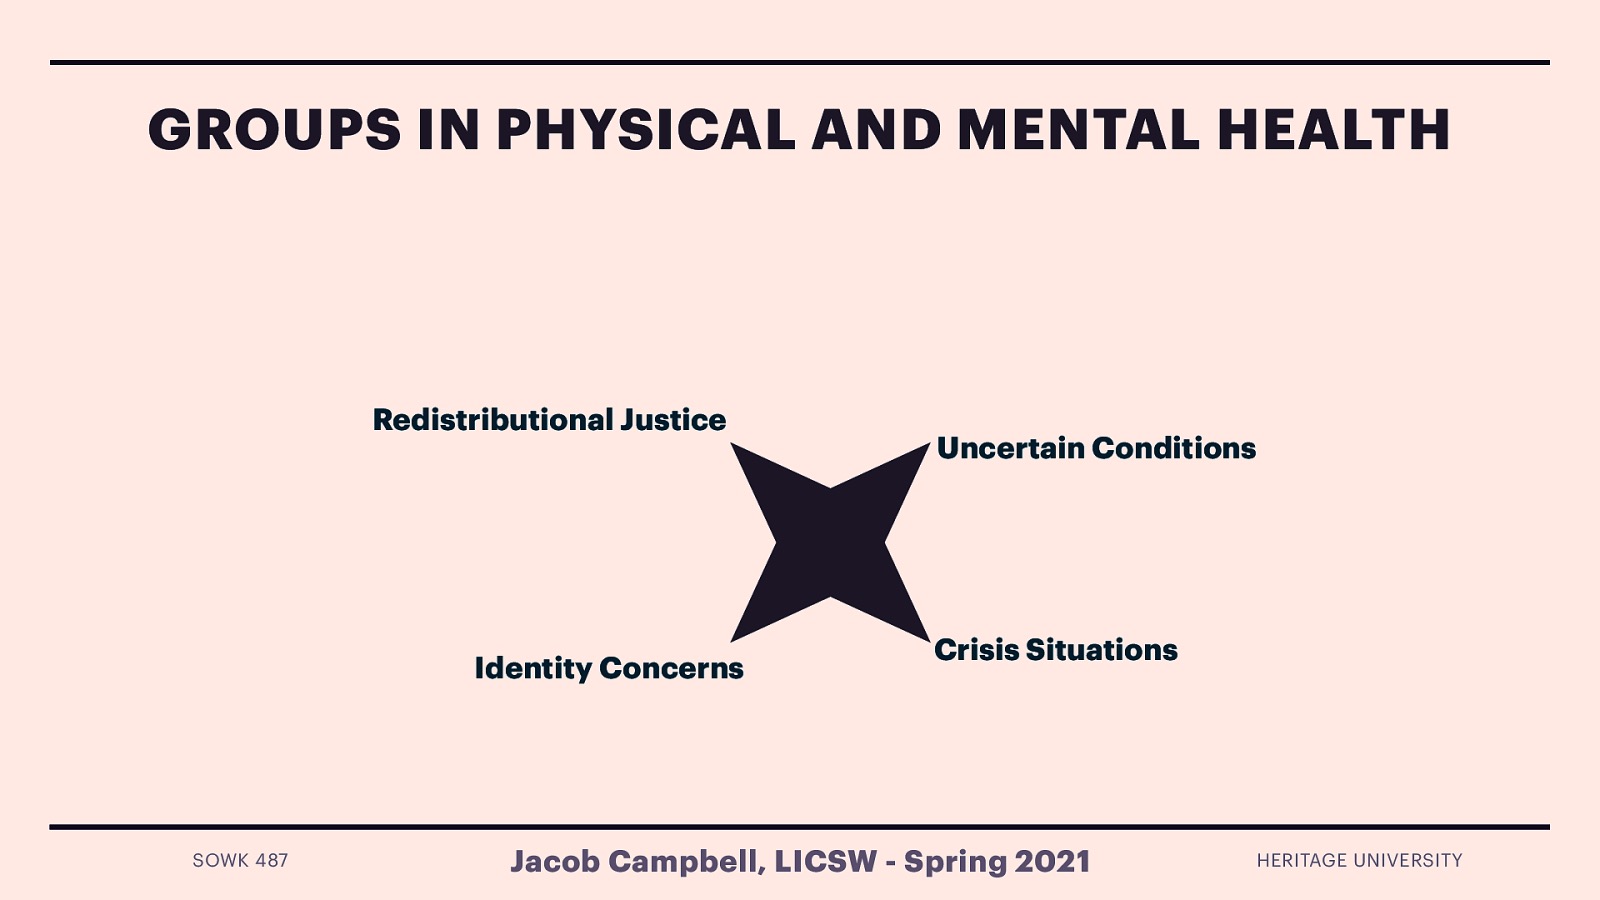 GROUPS IN PHYSICAL AND MENTAL HEALTH
Redistributional Justice
Uncertain Conditions
Identity Concerns
Crisis Situations
SOWK 487
Jacob Campbell, LICSW - Spring 2021
HERITAGE UNIVERSITY